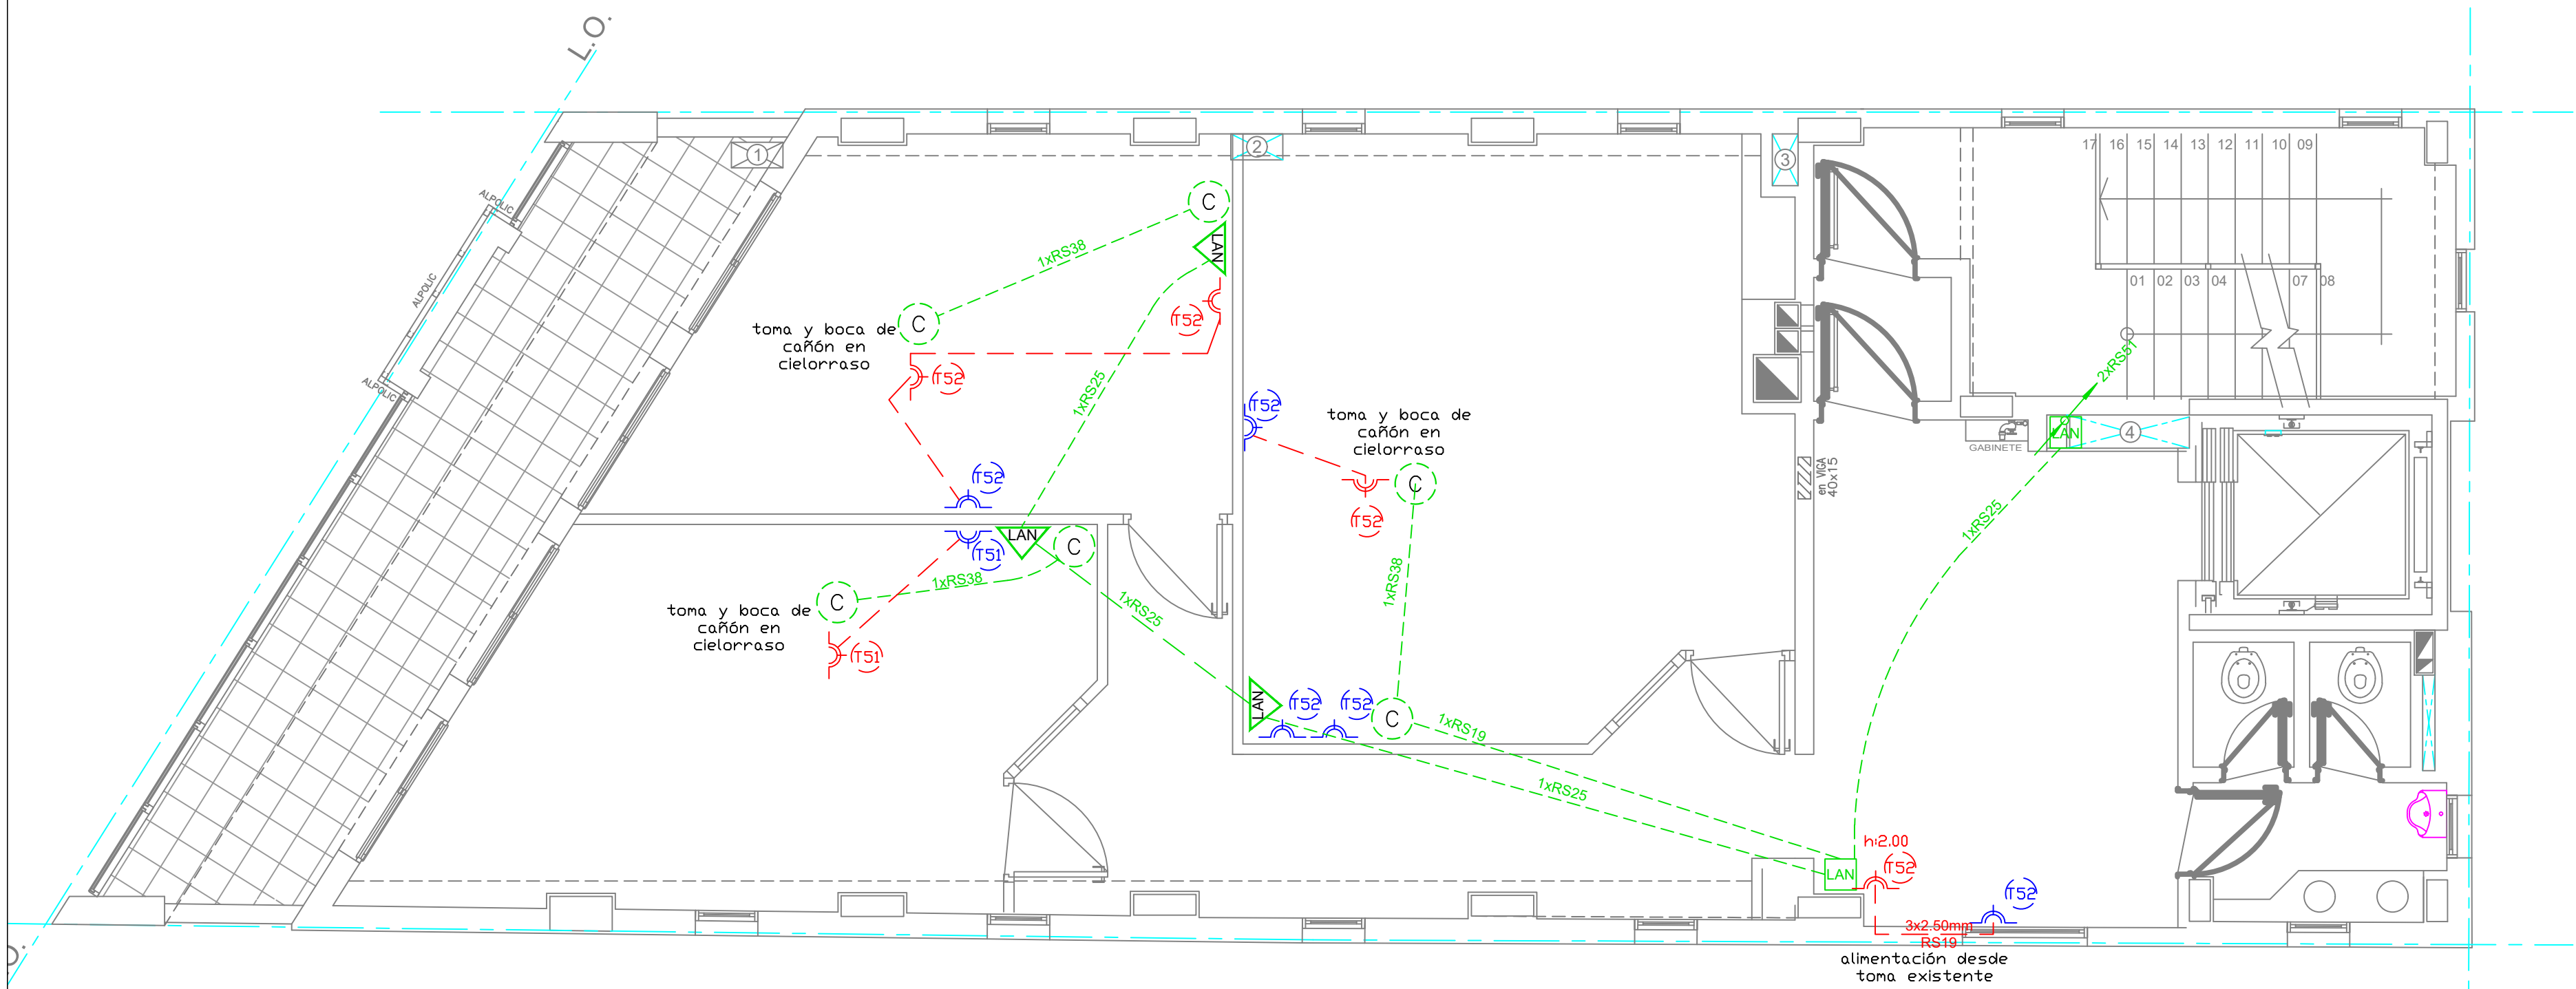 L.O.
1
2
3
17
16
15
14
13
12
11
10
09
ALPOLIC
C
LAN
1xRS38
ALPOLIC
01
02
03
04
07
08
(T52)
C
toma y boca de
cañón en
cielorraso
(T52)
ALPOLIC
1xRS25
2xRS51
(T52)
toma y boca de
cañón en
cielorraso
LAN
4
GABINETE
en VIGA
40x15
(T52)
C
(T52)
1xRS25
LAN
C
(T51)
1xRS38
1xRS38
C
toma y boca de
cañón en
cielorraso
1xRS25
(T51)
LAN
(T52)
(T52)
C
1xRS19
1xRS25
h:2.00
(T52)
LAN
(T52)
3x2.50mm
RS19
alimentación desde
toma existente